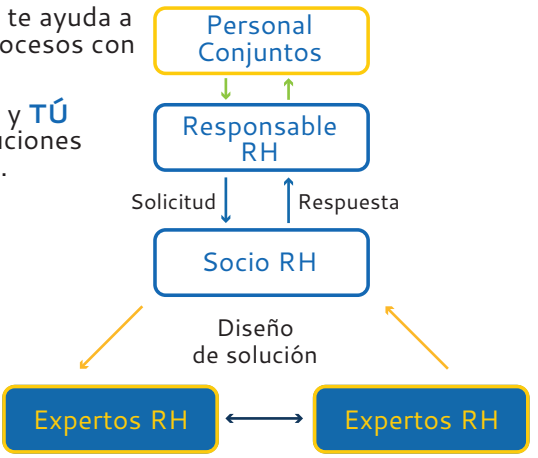 te ayuda a
ocesos con
y TÚ
uciones
.
Personal
Conjuntos
Responsable
RH
Solicitud
Respuesta
Socio RH
Diseño
de solución
Expertos RH
Expertos RH